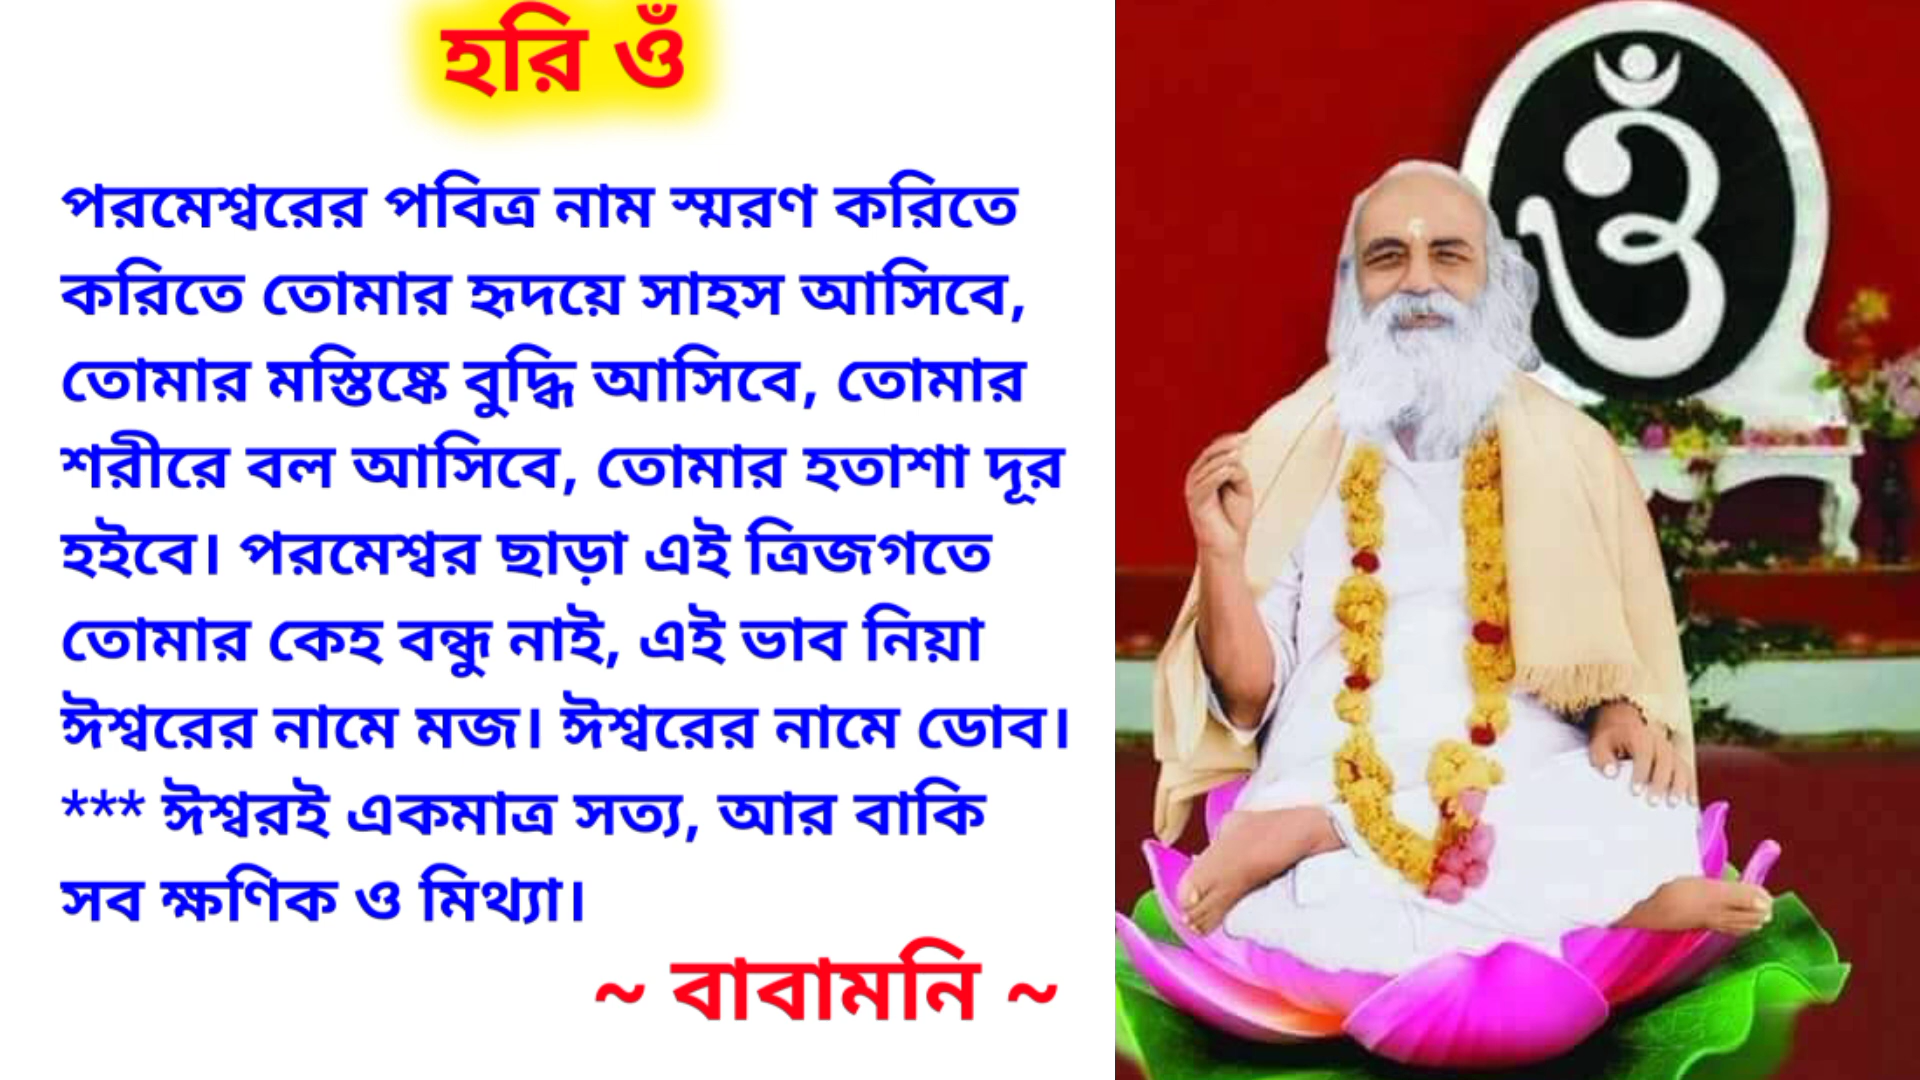 হরি ওঁ
পরমেশ্বরের পবিত্র নাম স্মরণ করিতে
করিতে তোমার হৃদয়ে সাহস আসিবে,
তোমার মস্তিষ্কে বুদ্ধি আসিবে, তোমার
শরীরে বল আসিবে, তোমার হতাশা দূর
হইবে। পরমেশ্বর ছাড়া এই ত্রিজগতে
তোমার কেহ বন্ধু নাই, এই ভাব নিয়া
ঈশ্বরের নামে মজ। ঈশ্বরের নামে ডোব।
*** ঈশ্বরই একমাত্র সত্য, আর বাকি
সব ক্ষণিক ও মিথ্যা।
~ বাবামনি ~
ওঁ